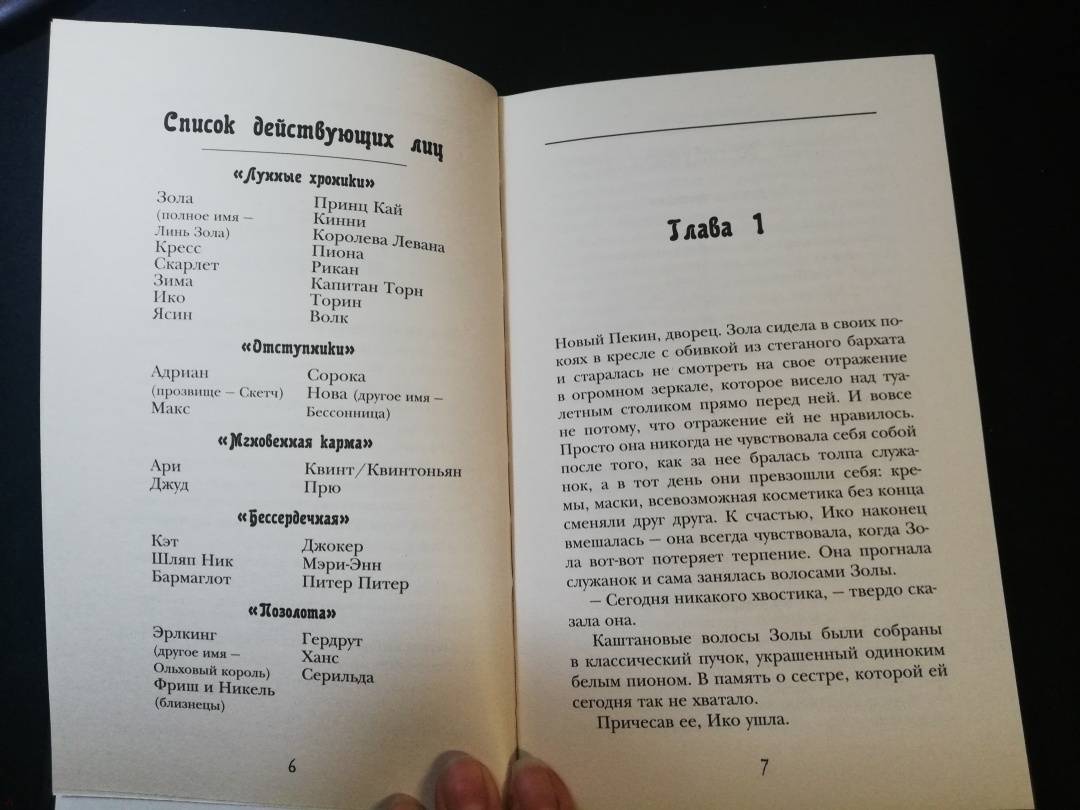 Список действующих лиц
«Лунные хроники»
Зола
(полное имя –
Линь Зола)
Кресс
Скарлет
Зима
Ико
Ясин
Принц Кай
Кинни
Королева Левана
Пиона
Рикан
Капитан Торн
Торин
Волк
«Отступники»
Адриан
(прозвище – Скетч)
Макс
Сорока
Нова (другое имя –
Бессонница)
«Мгновенная карма»
Ари
Джуд
Квинт/Квинтоньян
Прю
«Бессердечная»
Кэт
Шляп Ник
Бармаглот
Джокер
Мэри-Энн
Питер Питер
«Позолота»
Эрлкинг
(другое имя –
Ольховый король)
Фриш и Никель
(близнецы)
Гердрут
Ханс
Серильда
6
Глава 1
Новый Пекин, дворец. Зола сидела в своих по-
коях в кресле с обивкой из стеганого бархата
и старалась не смотреть на свое отражение
в огромном зеркале, которое висело над туа-
летным столиком прямо перед ней. И вовсе
не потому, что отражение ей не нравилось.
Просто она никогда не чувствовала себя собой
после того, как за нее бралась толпа служа-
нок, а в тот день они превзошли себя: кре-
мы, маски, всевозможная косметика без конца
сменяли друг друга. К счастью, Ико наконец
вмешалась – она всегда чувствовала, когда Зо-
ла вот-вот потеряет терпение. Она прогнала
служанок и сама занялась волосами Золы.
– Сегодня никакого хвостика, – твердо ска-
зала она.
Каштановые волосы Золы были собраны
в классический пучок, украшенный одиноким
белым пионом. В память о сестре, которой ей
сегодня так не хватало.
Причесав ее, Ико ушла.
7